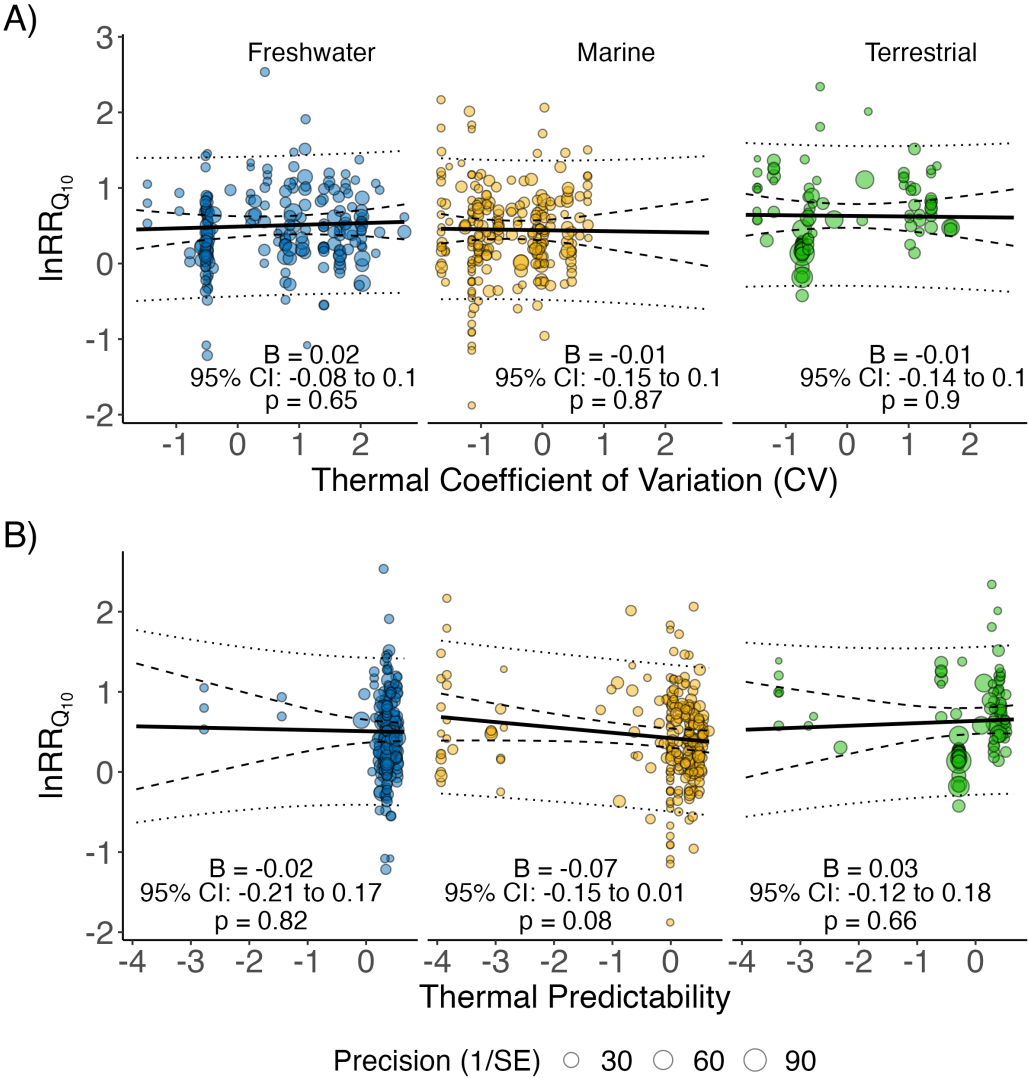 A)
Freshwater Marine Terrestrial
lnRRQ10
3
2
1
0
-1
-2
B = 0.02
95% CI: -0.08 to 0.1
p = 0.65
B = -0.01
95% CI: -0.15 to 0.1
p = 0.87
B = -0.01
95% CI: -0.14 to 0.1
p = 0.9
-1 0 1 2 -1 0 1 2 -1 0 1 2
Thermal Coefficient of Variation (CV)
B)
lnRRQ10
2
1
0
-1
-2
B = -0.02
95% CI: -0.21 to 0.17
p = 0.82
B = -0.07
95% CI: -0.15 to 0.01
p = 0.08
B = 0.03
95% CI: -0.12 to 0.18
p = 0.66
-4 -3 -2 -1 0 -4 -3 -2 -1 0 -4 -3 -2 -1 0
Thermal Predictability
Precision (1/SE) 30 60 90